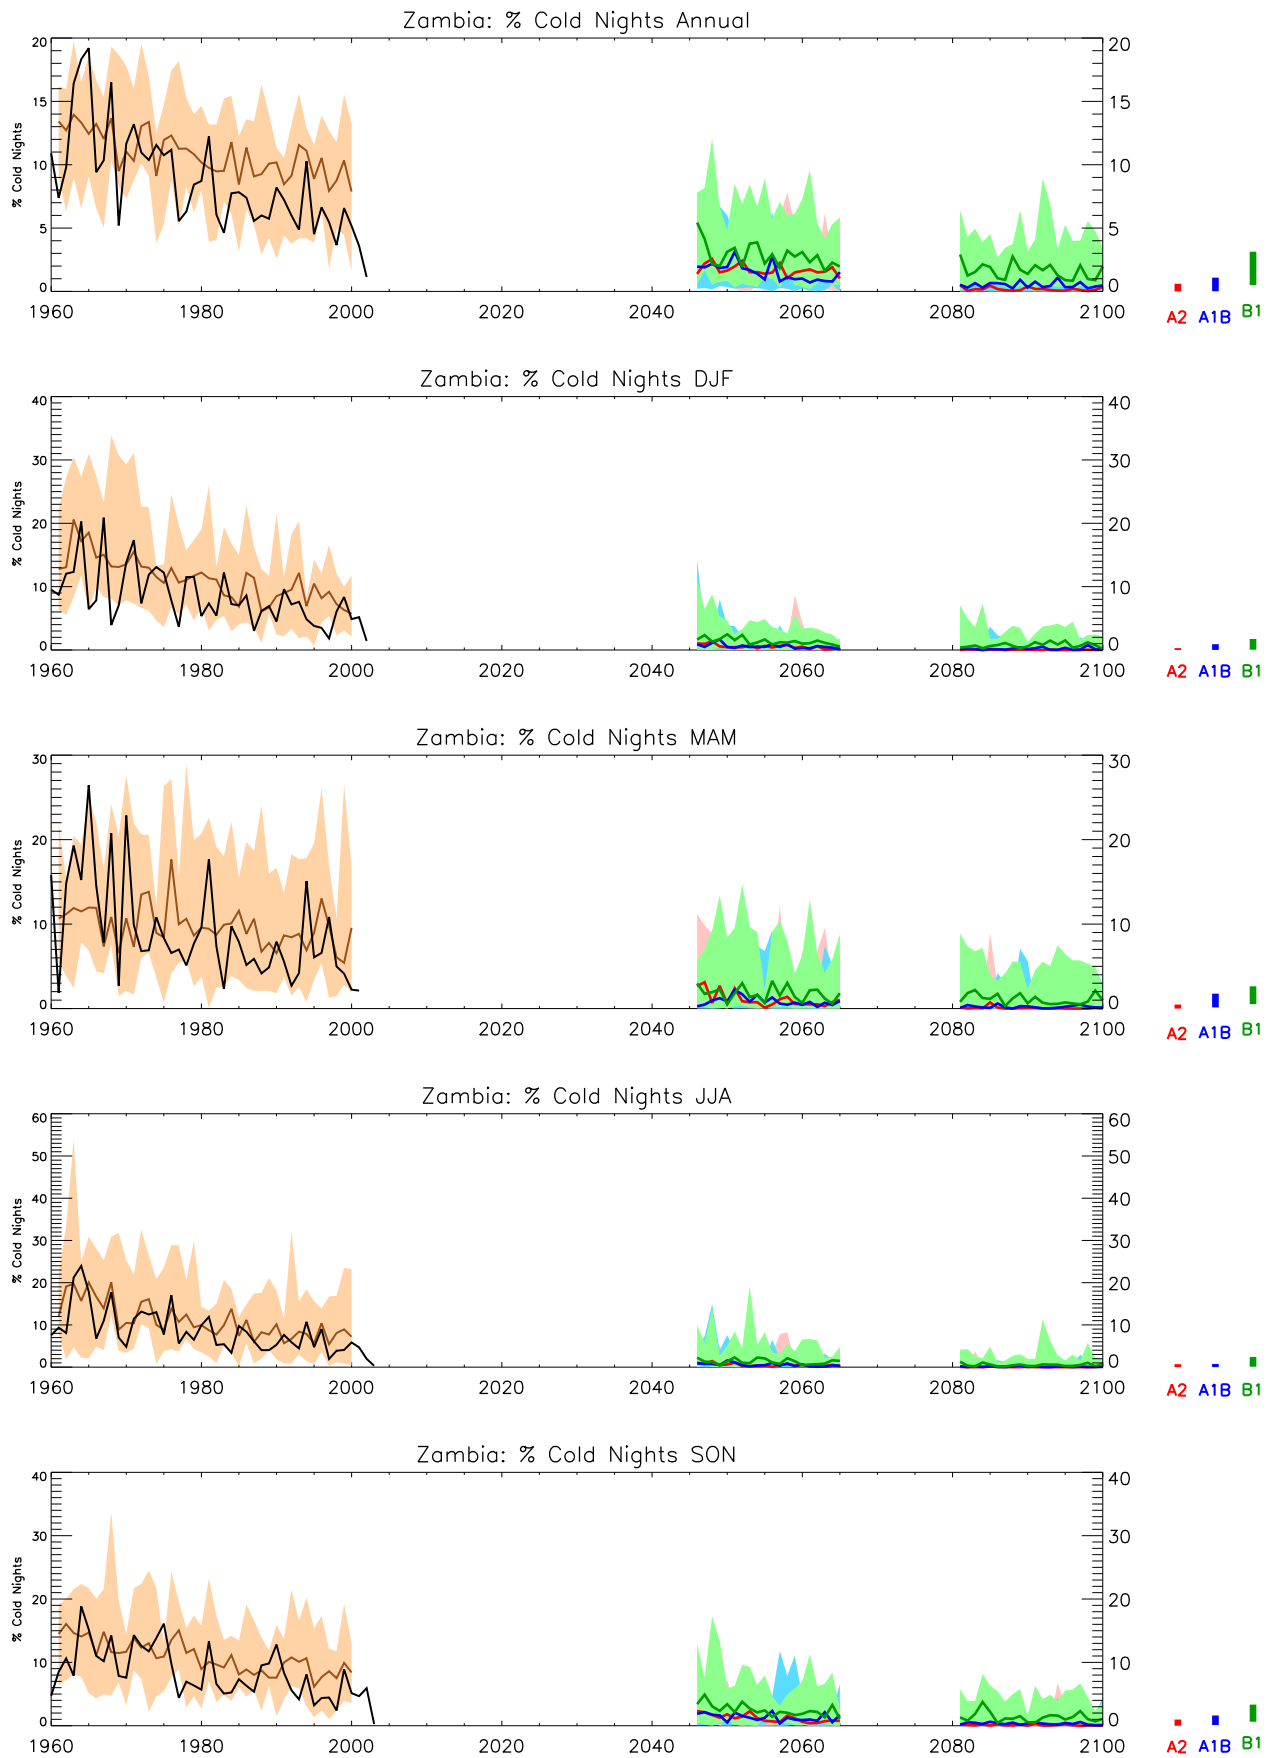 Zambia: % Cold Nights Annual
% Cold Nights
20 15 10 5 0
20 15 10 5 0
1960 1980 2000 2020 2040 2060 2080 2100
A2 A1B B1
Zambia: % Cold Nights DJF
% Cold Nights
40 30 20 10 0
40 30 20 10 0
1960 1980 2000 2020 2040 2060 2080 2100
A2 A1B B1
Zambia: % Cold Nights MAM
% Cold Nights
30 20 10 0
30 20 10 0
1960 1980 2000 2020 2040 2060 2080 2100
A2 A1B B1
Zambia: % Cold Nights JJA
% Cold Nights
60 50 40 30 20 10 0
60 50 40 30 20 10 0
1960 1980 2000 2020 2040 2060 2080 2100
A2 A1B B1
Zambia: % Cold Nights SON
% Cold Nights
40 30 20 10 0
40 30 20 10 0
1960 1980 2000 2020 2040 2060 2080 2100
A2 A1B B1